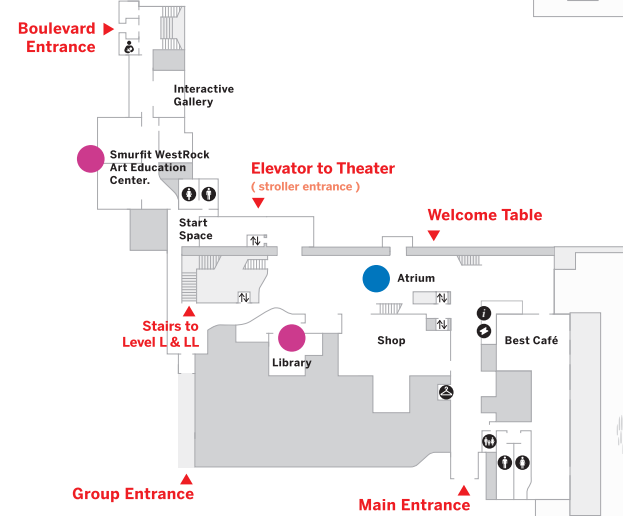 Boulevard
Entrance
Interactive
Gallery
Smurfit WestRock
Art Education
Center.
Elevator to Theater
( stroller entrance )
Welcome Table
Start
Space
Atrium
i
Stairs to
Level L & LL
Shop
Best Café
Library
Group Entrance
Main Entrance